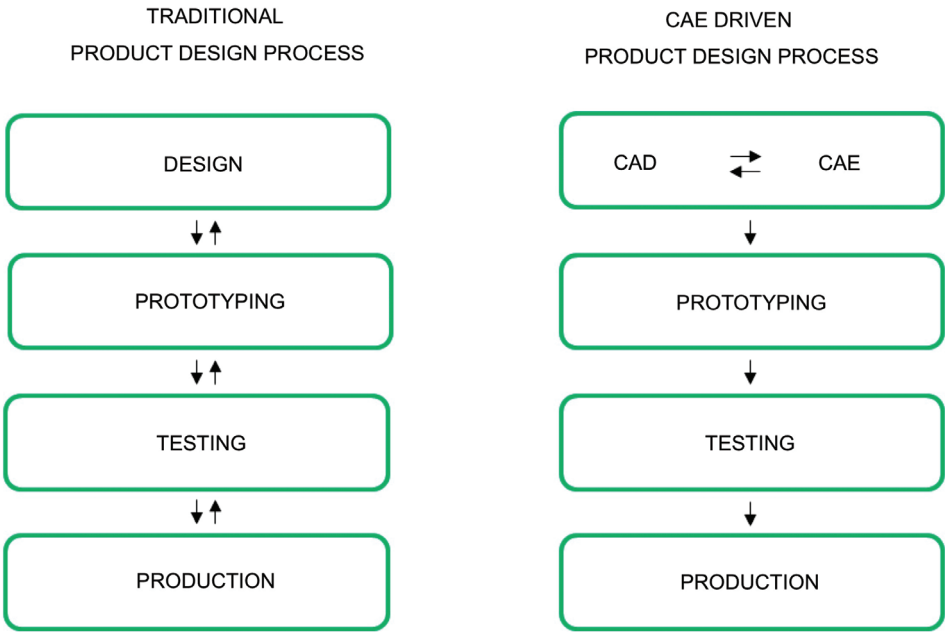 TRADITIONAL
PRODUCT DESIGN PROCESS
DESIGN
PROTOTYPING
TESTING
PRODUCTION
CAE DRIVEN
PRODUCT DESIGN PROCESS
CAD
CAE
PROTOTYPING
TESTING
PRODUCTION